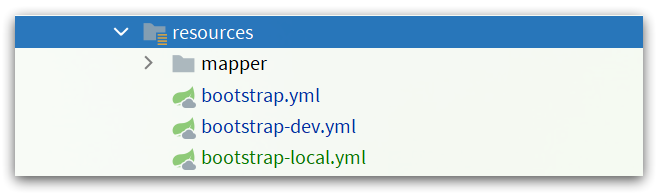 resources
mapper
bootstrap.yml
bootstrap-dev.yml
bootstrap-local.yml